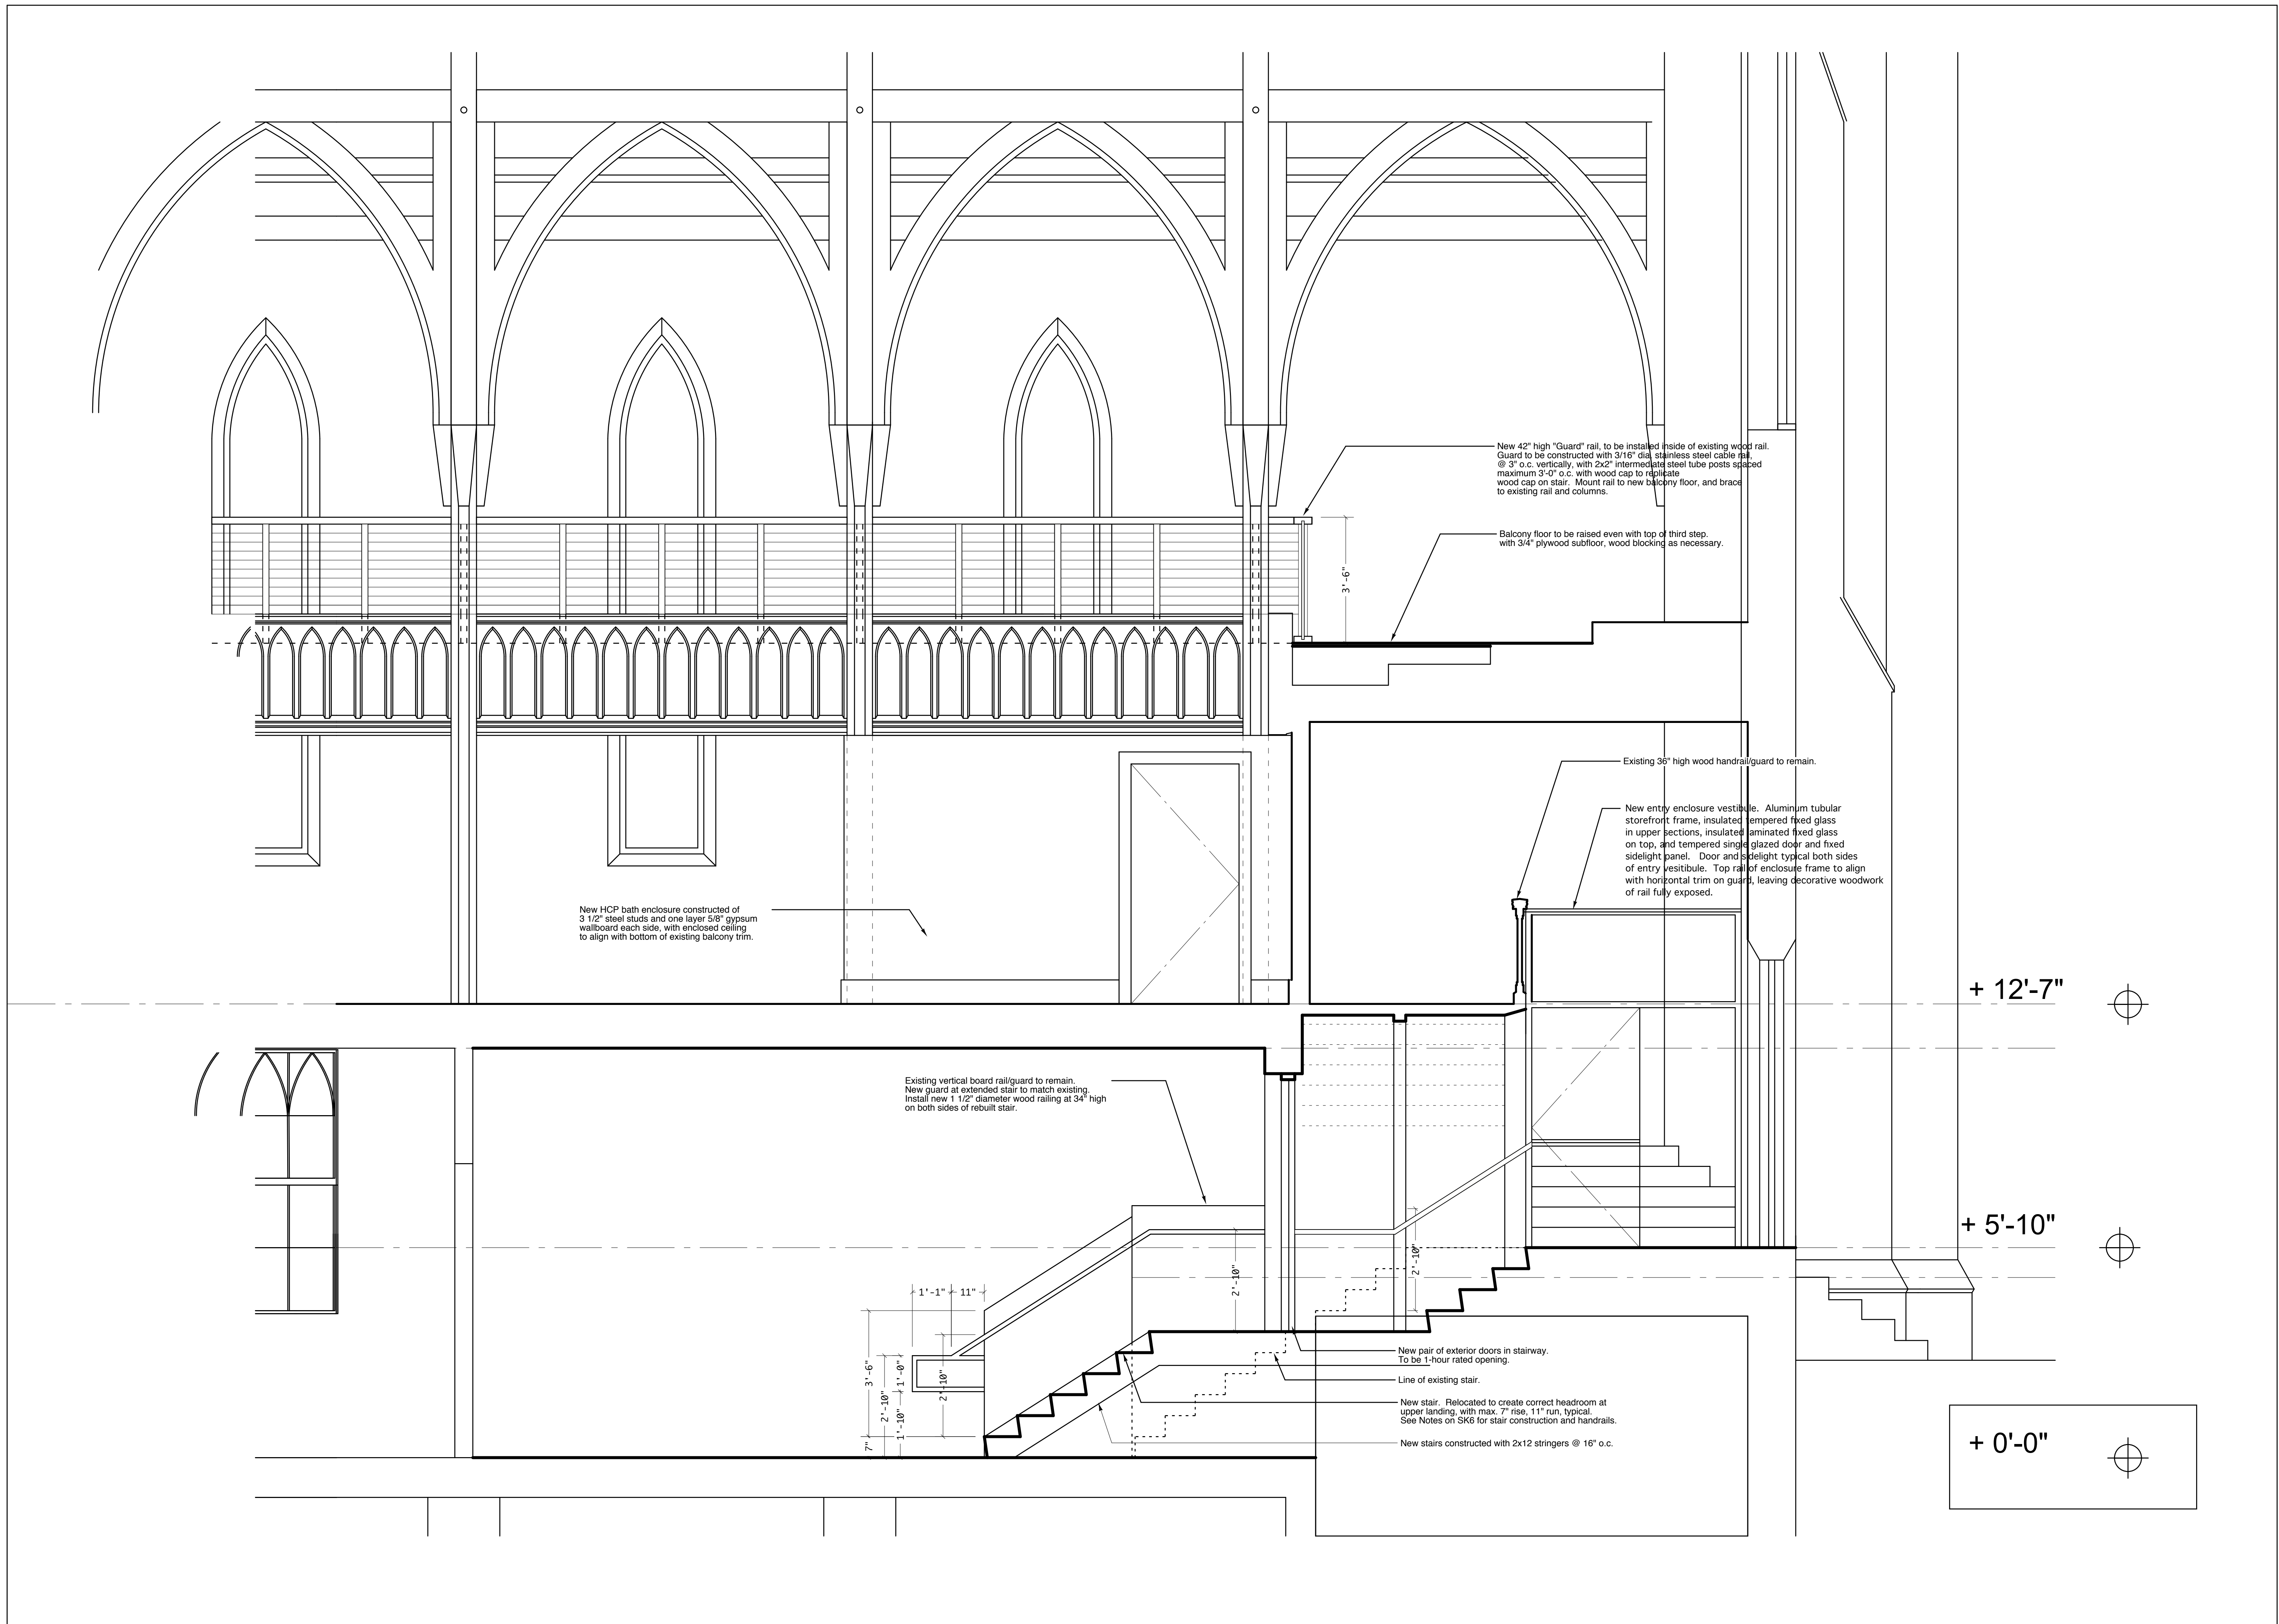 New 42" high "Guard" rail, to be installed inside of existing wood rail.
Guard to be constructed with 3/16" dia. stainless steel cable rail,
@ 3" o.c. vertically, with 2x2" intermediate steel tube posts spaced
maximum 3'-0" o.c. with wood cap to replicate
wood cap on stair. Mount rail to new balcony floor, and brace
to existing rail and columns.
Balcony floor to be raised even with top of third step.
with 3/4" plywood subfloor, wood blocking as necessary.
3'-6"
Existing 36" high wood handrail/guard to remain.
New entry enclosure vestibule. Aluminum tubular
storefront frame, insulated tempered fixed glass
in upper sections, insulated laminated fixed glass
on top, and tempered single glazed door and fixed
sidelight panel. Door and sidelight typical both sides
of entry vesitibule. Top rail of enclosure frame to align
with horizontal trim on guard, leaving decorative woodwork
of rail fully exposed.
New HCP bath enclosure constructed of
3 1/2" steel studs and one layer 5/8" gypsum
wallboard each side, with enclosed ceiling
to align with bottom of existing balcony trim.
+ 12'-7"
Existing vertical board rail/guard to remain.
New guard at extended stair to match existing.
Install new 1 1/2" diameter wood railing at 34" high
on both sides of rebuilt stair.
+ 5'-10"
2'-10"
2'-10"
1'-1"
11"
3'-6"
2'-10"
1'-0"
1'-10"
2'-10"
7"
New pair of exterior doors in stairway.
To be 1-hour rated opening.
Line of existing stair.
New stair. Relocated to create correct headroom at
upper landing, with max. 7" rise, 11" run, typical.
See Notes on SK6 for stair construction and handrails.
New stairs constructed with 2x12 stringers @ 16" o.c.
+ 0'-0"